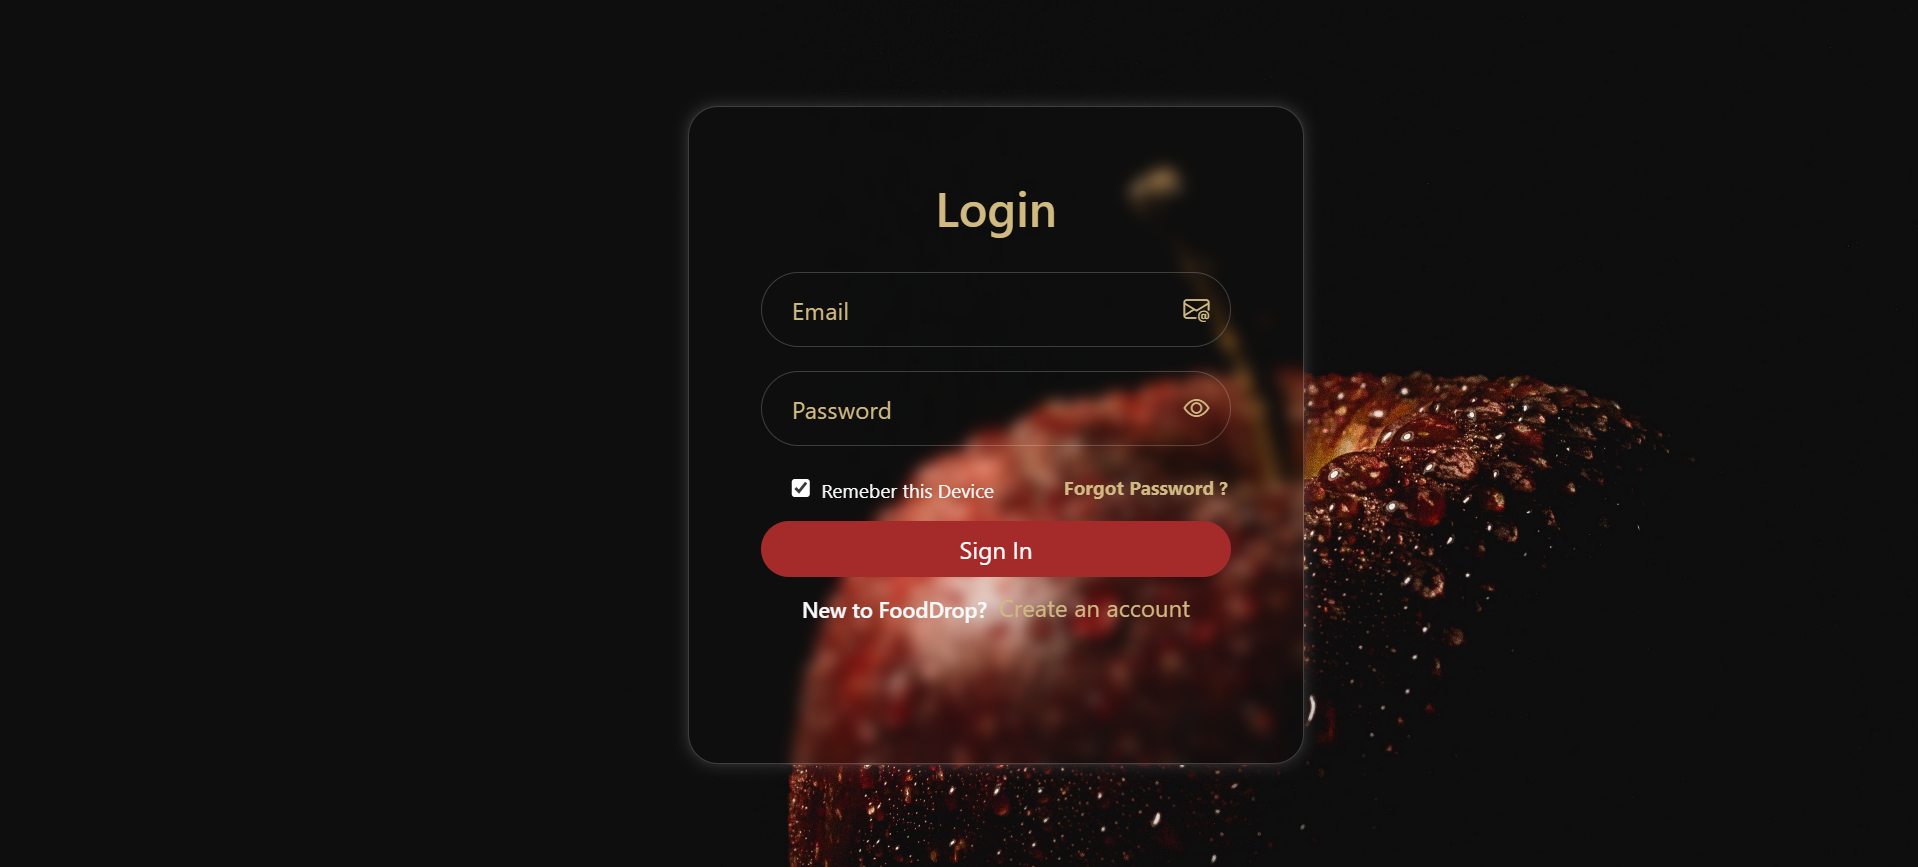 Login
Email
Password
Remeber this Device Forgot Password ?
Sign In
New to FoodDrop? Create an account